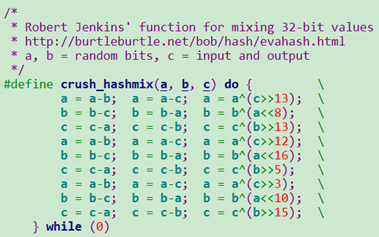 /*
 * Robert Jenkins' function for mixing 32-bit values
 * http://burtleburtle.net/bob/hash/evahash.html
 * a, b = random bits, c = input and output
 */
#define crush_hashmix(a, b, c) do { \
a = a-b; a = a-c; a = a^(c>>13); \
b = b-c; b = b-a; b = b^(a<<8); \
c = c-a; c = c-b; c = c^(b>>13); \
a = a-b; a = a-c; a = a^(c>>12); \
b = b-c; b = b-a; b = b^(a<<16); \
c = c-a; c = c-b; c = c^(b>>5); \
a = a-b; a = a-c; a = a^(c>>3); \
b = b-c; b = b-a; b = b^(a<<10); \
c = c-a; c = c-b; c = c^(b>>15); \
} while (0)